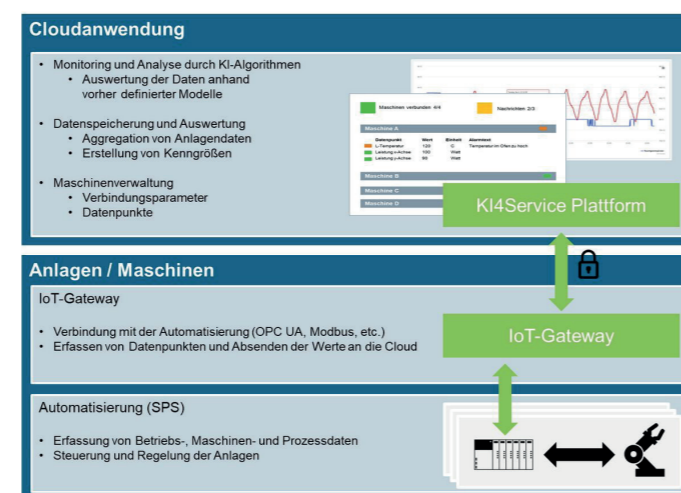 Cloudanwendung
• Monitoring und Analyse durch KI-Algorithmen
• Auswertung der Daten anhand
vorher definierter Modelle
• Datenspeicherung und Auswertung
• Aggregation von Anlagendaten
• Erstellung von Kenngrößen
• Maschinenverwaltung
• Verbindungsparameter
• Datenpunkte
Maschinen verbunden 4/4
Nachrichten 2/3
Maschine A
Datenpunkt Wert Einheit Alarmtext
L-Temperatur 120 C Temperatur im Ofen zu hoch
Leistung x-Achse 100 Watt
Leistung y-Achse 95 Watt
Maschine B
Maschine C
Maschine D
KI4Service Plattform
Anlagen / Maschinen
IoT-Gateway
• Verbindung mit der Automatisierung (OPC UA, Modbus, etc.)
• Erfassen von Datenpunkten und Absenden der Werte an die Cloud
IoT-Gateway
Automatisierung (SPS)
• Erfassung von Betriebs-, Maschinen- und Prozessdaten
• Steuerung und Regelung der Anlagen